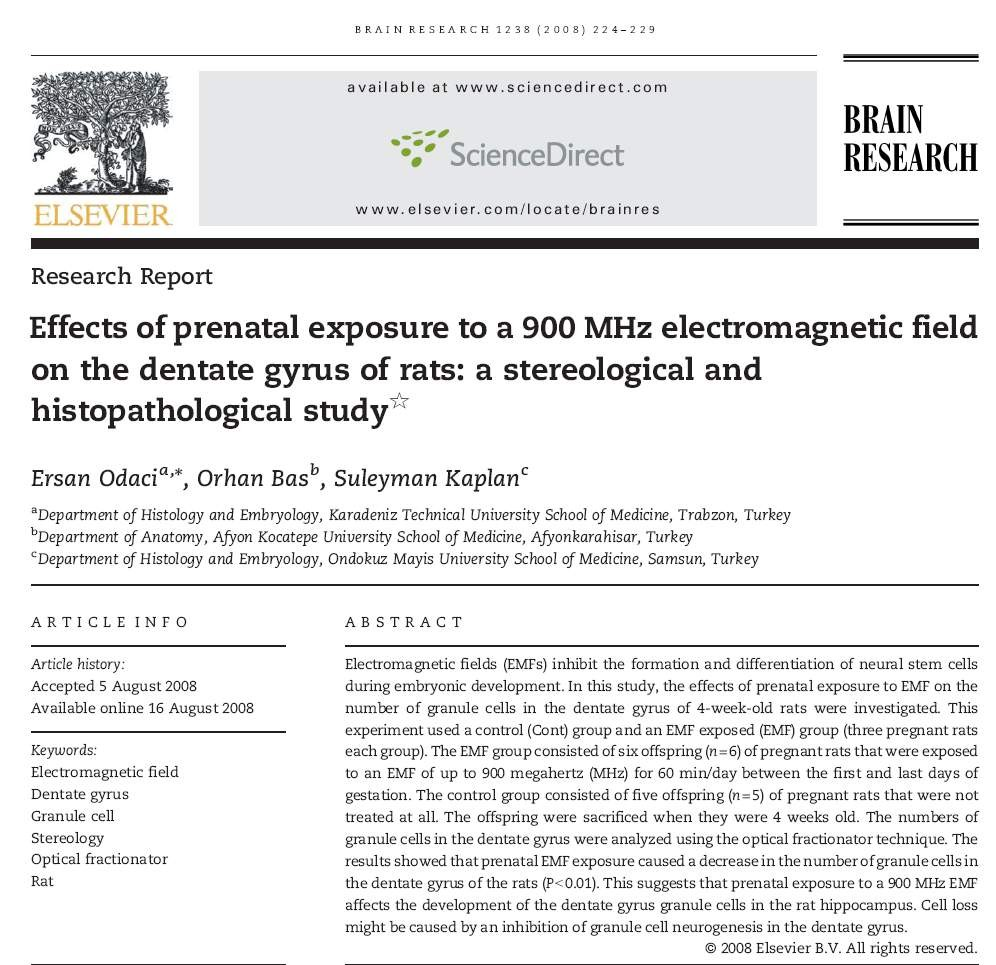 BRAIN RESEARCH 1238 (2008) 224–229
available at www.sciencedirect.com
ScienceDirect
www.elsevier.com/locate/brainres
ELSEVIER
BRAIN
RESEARCH
Research Report
Effects of prenatal exposure to a 900 MHz electromagnetic field
on the dentate gyrus of rats: a stereological and
histopathological study☆
Ersan Odaci a,*, Orhan Bas b, Suleyman Kaplan c
a Department of Histology and Embryology, Karadeniz Technical University School of Medicine, Trabzon, Turkey
b Department of Anatomy, Afyon Kocatepe University School of Medicine, Afyonkarahisar, Turkey
c Department of Histology and Embryology, Ondokuz Mayis University School of Medicine, Samsun, Turkey
ARTICLE INFO
Article history:
Accepted 5 August 2008
Available online 16 August 2008
Keywords:
Electromagnetic field
Dentate gyrus
Granule cell
Stereology
Optical fractionator
Rat
ABSTRACT
Electromagnetic fields (EMFs) inhibit the formation and differentiation of neural stem cells
during embryonic development. In this study, the effects of prenatal exposure to EMF on the
number of granule cells in the dentate gyrus of 4-week-old rats were investigated. This
experiment used a control (Cont) group and an EMF exposed (EMF) group (three pregnant rats
each group). The EMF group consisted of six offspring (n=6) of pregnant rats that were exposed
to an EMF of up to 900 megahertz (MHz) for 60 min/day between the first and last days of
gestation. The control group consisted of five offspring (n=5) of pregnant rats that were not
treated at all. The offspring were sacrificed when they were 4 weeks old. The numbers of
granule cells in the dentate gyrus were analyzed using the optical fractionator technique. The
results showed that prenatal EMF exposure caused a decrease in the number of granule cells in
the dentate gyrus of the rats (P<0.01). This suggests that prenatal exposure to a 900 MHz EMF
affects the development of the dentate gyrus granule cells in the rat hippocampus. Cell loss
might be caused by an inhibition of granule cell neurogenesis in the dentate gyrus.
© 2008 Elsevier B.V. All rights reserved.